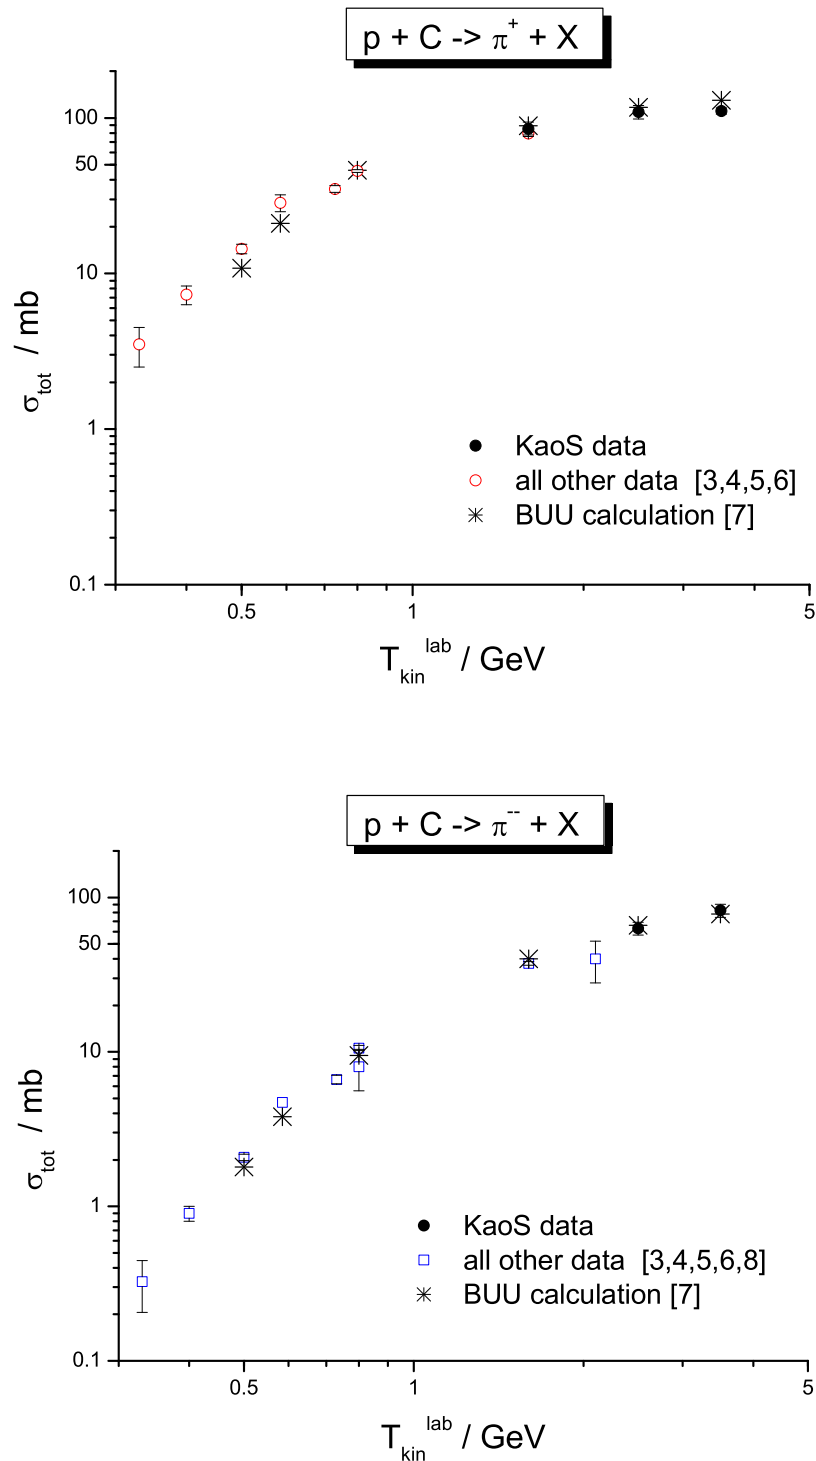 p + C -> π⁺ + X
100
50
10
1
0.1
σtot / mb
KaoS data
all other data [3,4,5,6]
BUU calculation [7]
0.5 1 5
Tkin^lab / GeV
p + C -> π⁻⁻ + X
100
50
10
1
0.1
σtot / mb
KaoS data
all other data [3,4,5,6,8]
BUU calculation [7]
0.5 1 5
Tkin^lab / GeV